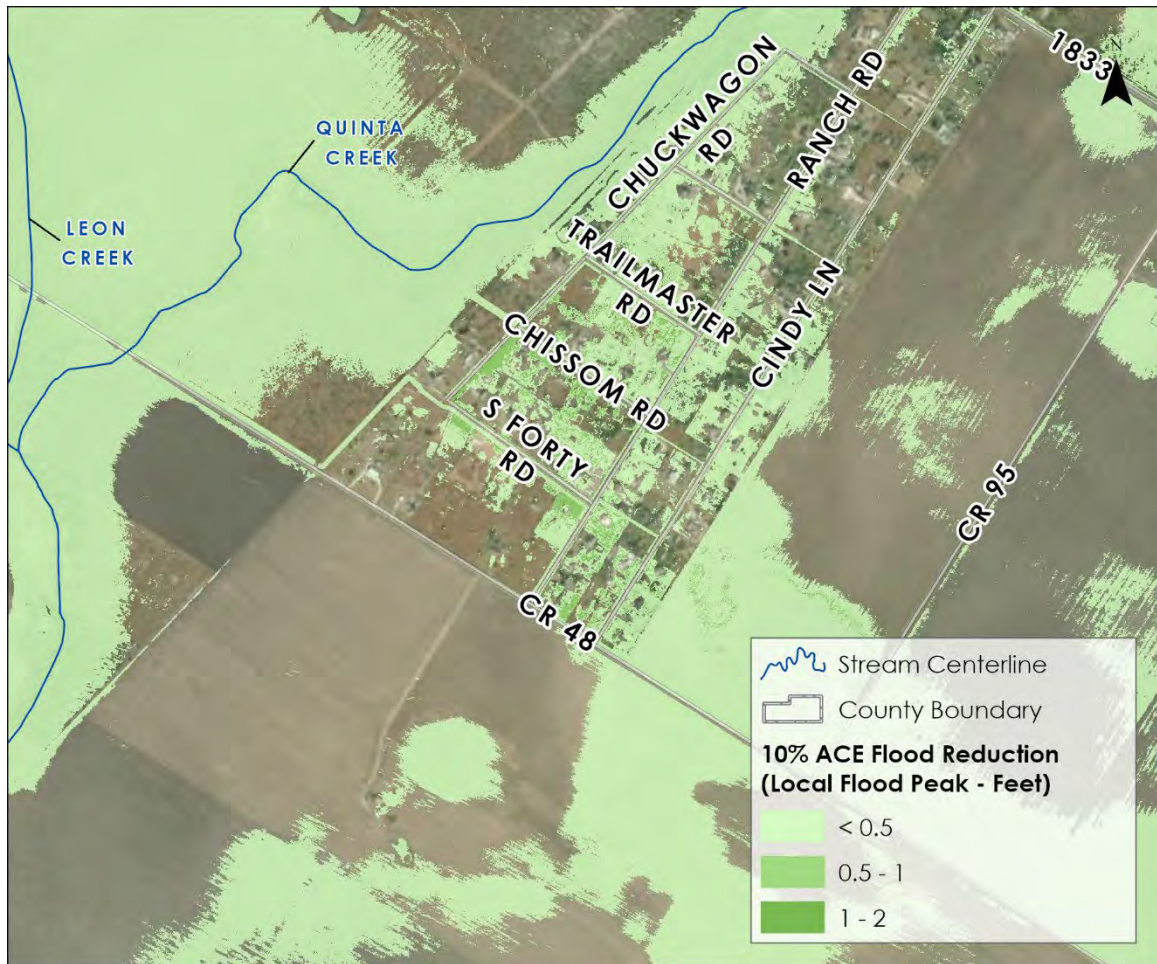 1833
N
CHUCKWAGON
RD
RANCH RD
QUINTA
CREEK
LEON
CREEK
TRAILMASTER
RD
CINDY LN
CHISSOM RD
S FORTY
RD
CR 95
CR 48
Stream Centerline
County Boundary
10% ACE Flood Reduction
(Local Flood Peak - Feet)
< 0.5
0.5 - 1
1 - 2